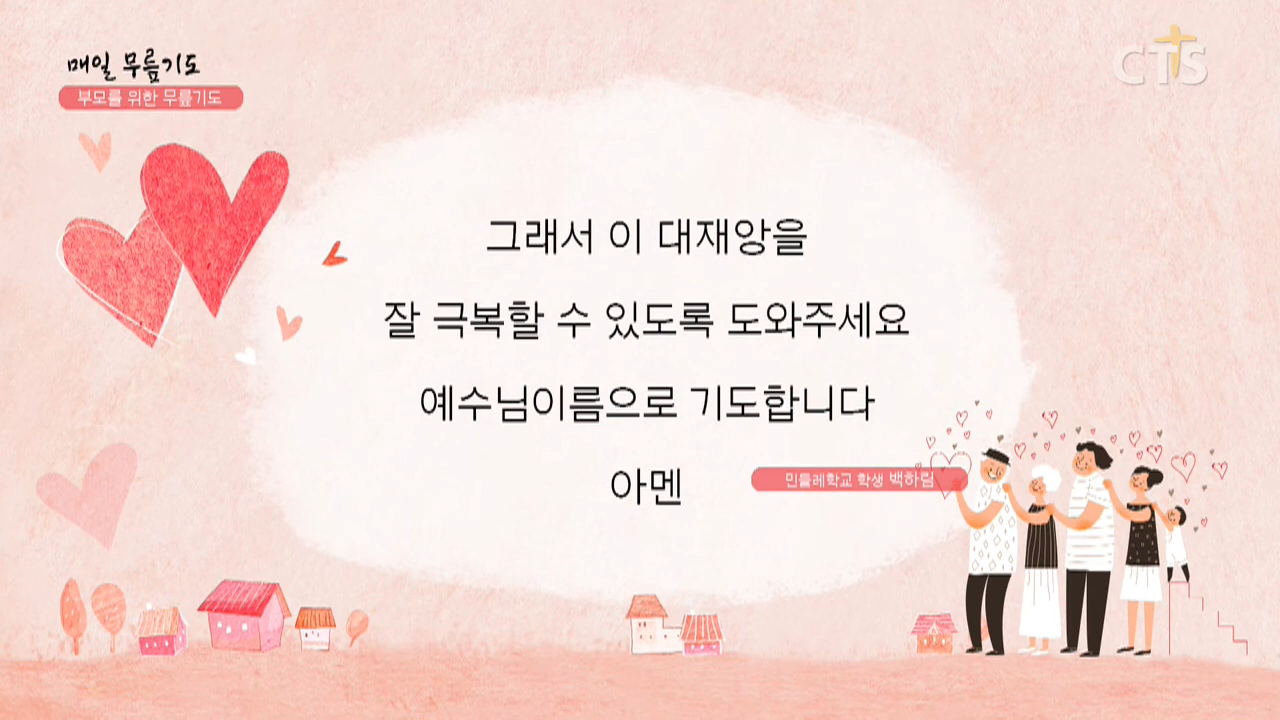 매일 무릎기도
부모를 위한 무릎기도
CTS
그래서 이 대재앙을
잘 극복할 수 있도록 도와주세요
예수님이름으로 기도합니다
아멘
민들레학교 학생 백하림